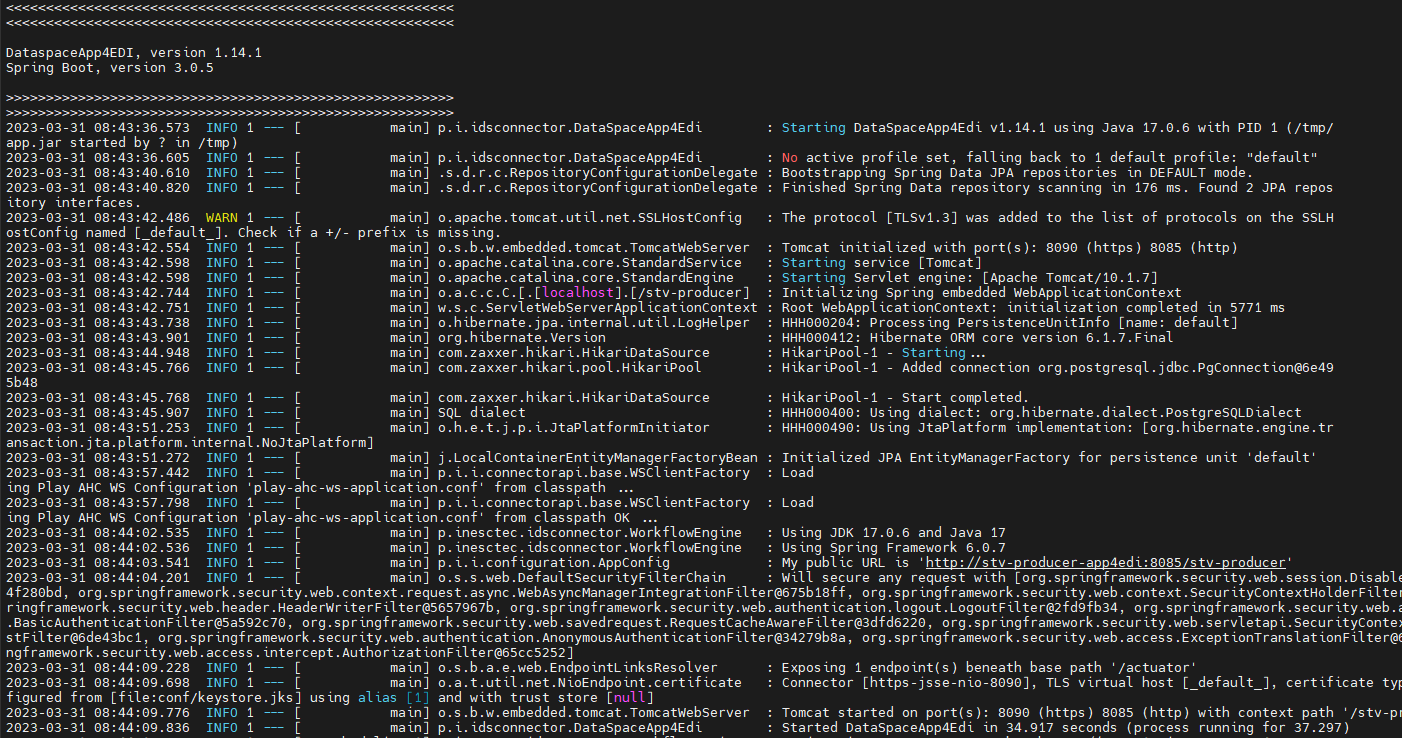 <<<<<<<<<<<<<<<<<<<<<<<<<<<<<<<<<<<<<<<<<<<<<<<<<<<<<<<<
<<<<<<<<<<<<<<<<<<<<<<<<<<<<<<<<<<<<<<<<<<<<<<<<<<<<<<<<
DataspaceApp4EDI, version 1.14.1
Spring Boot, version 3.0.5
>>>>>>>>>>>>>>>>>>>>>>>>>>>>>>>>>>>>>>>>>>>>>>>>>>>>>>>>
>>>>>>>>>>>>>>>>>>>>>>>>>>>>>>>>>>>>>>>>>>>>>>>>>>>>>>>>
2023-03-31 08:43:36.573  INFO 1 --- [           main] p.i.idsconnector.DataSpaceApp4Edi        : Starting DataSpaceApp4Edi v1.14.1 using Java 17.0.6 with PID 1 (/tmp/
app.jar started by ? in /tmp)
2023-03-31 08:43:36.605  INFO 1 --- [           main] p.i.idsconnector.DataSpaceApp4Edi        : No active profile set, falling back to 1 default profile: "default"
2023-03-31 08:43:40.610  INFO 1 --- [           main] .s.d.r.c.RepositoryConfigurationDelegate : Bootstrapping Spring Data JPA repositories in DEFAULT mode.
2023-03-31 08:43:40.820  INFO 1 --- [           main] .s.d.r.c.RepositoryConfigurationDelegate : Finished Spring Data repository scanning in 176 ms. Found 2 JPA repos
itory interfaces.
2023-03-31 08:43:42.486  WARN 1 --- [           main] o.apache.tomcat.util.net.SSLHostConfig   : The protocol [TLSv1.3] was added to the list of protocols on the SSLH
ostConfig named [_default_]. Check if a +/- prefix is missing.
2023-03-31 08:43:42.554  INFO 1 --- [           main] o.s.b.w.embedded.tomcat.TomcatWebServer  : Tomcat initialized with port(s): 8090 (https) 8085 (http)
2023-03-31 08:43:42.598  INFO 1 --- [           main] o.apache.catalina.core.StandardService   : Starting service [Tomcat]
2023-03-31 08:43:42.598  INFO 1 --- [           main] o.apache.catalina.core.StandardEngine    : Starting Servlet engine: [Apache Tomcat/10.1.7]
2023-03-31 08:43:42.744  INFO 1 --- [           main] o.a.c.c.C.[.[localhost].[/stv-producer]  : Initializing Spring embedded WebApplicationContext
2023-03-31 08:43:42.751  INFO 1 --- [           main] w.s.c.ServletWebServerApplicationContext : Root WebApplicationContext: initialization completed in 5771 ms
2023-03-31 08:43:43.738  INFO 1 --- [           main] o.hibernate.jpa.internal.util.LogHelper  : HHH000204: Processing PersistenceUnitInfo [name: default]
2023-03-31 08:43:43.901  INFO 1 --- [           main] org.hibernate.Version                    : HHH000412: Hibernate ORM core version 6.1.7.Final
2023-03-31 08:43:44.948  INFO 1 --- [           main] com.zaxxer.hikari.HikariDataSource       : HikariPool-1 - Starting...
2023-03-31 08:43:45.766  INFO 1 --- [           main] com.zaxxer.hikari.pool.HikariPool        : HikariPool-1 - Added connection org.postgresql.jdbc.PgConnection@6e49
5b48
2023-03-31 08:43:45.768  INFO 1 --- [           main] com.zaxxer.hikari.HikariDataSource       : HikariPool-1 - Start completed.
2023-03-31 08:43:45.907  INFO 1 --- [           main] SQL dialect                              : HHH000400: Using dialect: org.hibernate.dialect.PostgreSQLDialect
2023-03-31 08:43:51.253  INFO 1 --- [           main] o.h.e.t.j.p.i.JtaPlatformInitiator       : HHH000490: Using JtaPlatform implementation: [org.hibernate.engine.tr
ansaction.jta.platform.internal.NoJtaPlatform]
2023-03-31 08:43:51.272  INFO 1 --- [           main] j.LocalContainerEntityManagerFactoryBean : Initialized JPA EntityManagerFactory for persistence unit 'default'
2023-03-31 08:43:57.442  INFO 1 --- [           main] p.i.i.connectorapi.base.WSClientFactory  : Load
ing Play AHC WS Configuration 'play-ahc-ws-application.conf' from classpath ...
2023-03-31 08:43:57.798  INFO 1 --- [           main] p.i.i.connectorapi.base.WSClientFactory  : Load
ing Play AHC WS Configuration 'play-ahc-ws-application.conf' from classpath OK ...
2023-03-31 08:44:02.535  INFO 1 --- [           main] p.inesctec.idsconnector.WorkflowEngine   : Using JDK 17.0.6 and Java 17
2023-03-31 08:44:02.536  INFO 1 --- [           main] p.inesctec.idsconnector.WorkflowEngine   : Using Spring Framework 6.0.7
2023-03-31 08:44:03.541  INFO 1 --- [           main] p.i.i.configuration.AppConfig            : My public URL is 'http://stv-producer-app4edi:8085/stv-producer'
2023-03-31 08:44:04.201  INFO 1 --- [           main] o.s.s.web.DefaultSecurityFilterChain     : Will secure any request with [org.springframework.security.web.session.Disable
4f280bd, org.springframework.security.web.context.request.async.WebAsyncManagerIntegrationFilter@675b18ff, org.springframework.security.web.context.SecurityContextHolderFilter
ringframework.security.web.header.HeaderWriterFilter@5657967b, org.springframework.security.web.authentication.logout.LogoutFilter@2fd9fb34, org.springframework.security.web.a
.BasicAuthenticationFilter@5a592c70, org.springframework.security.web.savedrequest.RequestCacheAwareFilter@3dfd6220, org.springframework.security.web.servletapi.SecurityContex
stFilter@6de43bc1, org.springframework.security.web.authentication.AnonymousAuthenticationFilter@34279b8a, org.springframework.security.web.access.ExceptionTranslationFilter@6
ngframework.security.web.access.intercept.AuthorizationFilter@65cc5252]
2023-03-31 08:44:09.228  INFO 1 --- [           main] o.s.b.a.e.web.EndpointLinksResolver      : Exposing 1 endpoint(s) beneath base path '/actuator'
2023-03-31 08:44:09.698  INFO 1 --- [           main] o.a.t.util.net.NioEndpoint.certificate   : Connector [https-jsse-nio-8090], TLS virtual host [_default_], certificate typ
figured from [file:conf/keystore.jks] using alias [1] and with trust store [null]
2023-03-31 08:44:09.776  INFO 1 --- [           main] o.s.b.w.embedded.tomcat.TomcatWebServer  : Tomcat started on port(s): 8090 (https) 8085 (http) with context path '/stv-pr
2023-03-31 08:44:09.836  INFO 1 --- [           main] p.i.idsconnector.DataSpaceApp4Edi        : Started DataSpaceApp4Edi in 34.917 seconds (process running for 37.297)